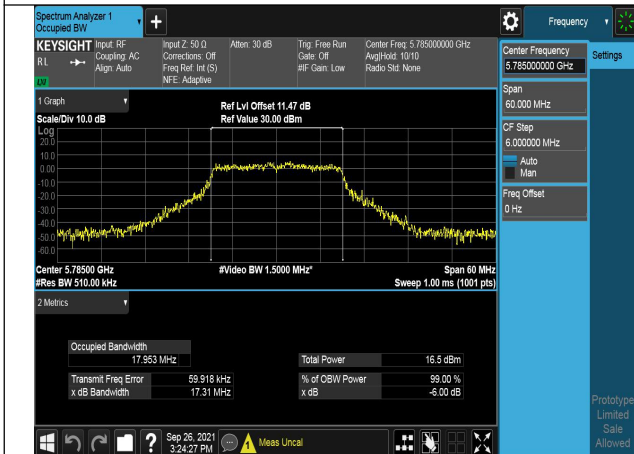 Spectrum Analyzer 1
Occupied BW
Frequency
KEYSIGHT
RL
Input: RF
Coupling: AC
Align: Auto
Input Z: 50 Ω
Corrections: Off
Freq Ref: Int (S)
NFE: Adaptive
Atten: 30 dB
Trig: Free Run
Gate: Off
#IF Gain: Low
Center Freq: 5.785000000 GHz
Avg|Hold: 10/10
Radio Std: None
Center Frequency
5.785000000 GHz
Settings
Span
60.000 MHz
CF Step
6.000000 MHz
Auto
Man
Freq Offset
0 Hz
1 Graph
Scale/Div 10.0 dB
Ref Lvl Offset 11.47 dB
Ref Value 30.00 dBm
Log
20.0
10.0
0.00
-10.0
-20.0
-30.0
-40.0
-50.0
-60.0
Center 5.78500 GHz
#Video BW 1.5000 MHz*
Span 60 MHz
#Res BW 510.00 kHz
Sweep 1.00 ms (1001 pts)
2 Metrics
Occupied Bandwidth
17.953 MHz
Total Power 16.5 dBm
Transmit Freq Error 59.918 kHz
% of OBW Power 99.00 %
x dB Bandwidth 17.31 MHz
x dB -6.00 dB
Prototype
Limited
Sale
Allowed
?
Sep 26, 2021
3:24:27 PM
Meas Uncal